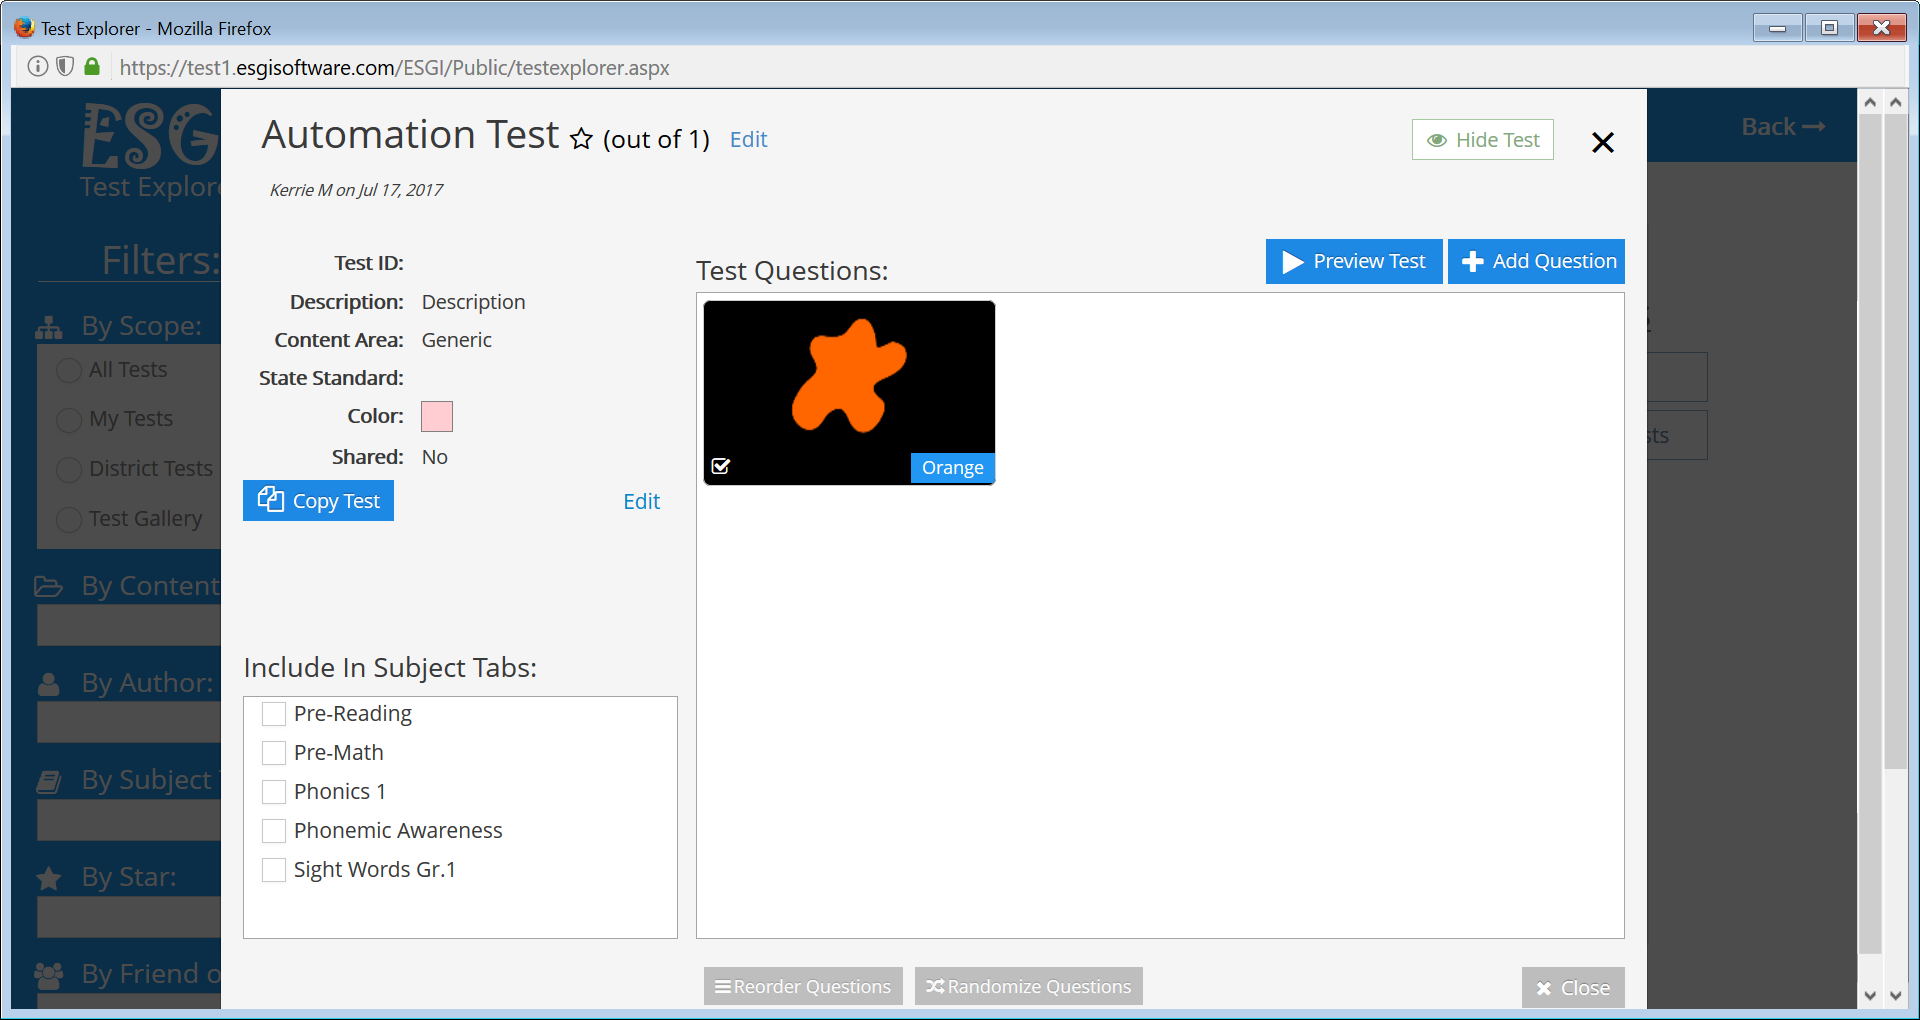 Test Explorer - Mozilla Firefox
https://test1.esgisoftware.com/ESGI/Public/testexplorer.aspx
ESG
Test Explore
Back
Automation Test (out of 1) Edit
Hide Test
Kerrie M on Jul 17, 2017
Filters:
By Scope:
All Tests
My Tests
District Tests
Test Gallery
By Content
By Author:
By Subject
By Star:
By Friend o
Test ID:
Description: Description
Content Area: Generic
State Standard:
Color:
Shared: No
Copy Test
Edit
Include In Subject Tabs:
Pre-Reading
Pre-Math
Phonics 1
Phonemic Awareness
Sight Words Gr.1
Test Questions:
Preview Test
Add Question
Orange
Reorder Questions
Randomize Questions
Close
sts